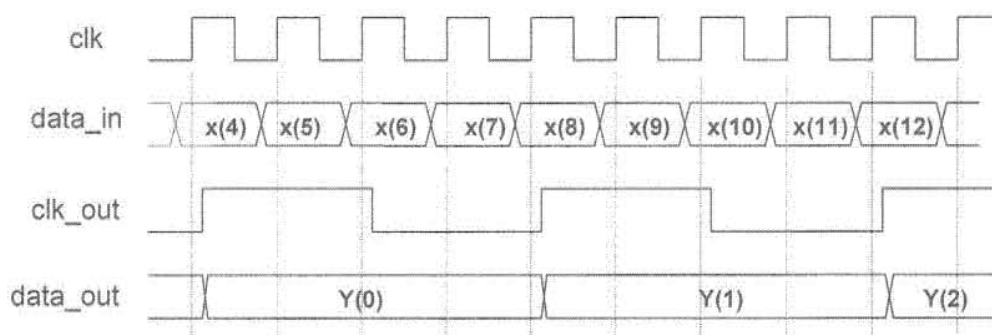 clk
data_in x(4) x(5) x(6) x(7) x(8) x(9) x(10) x(11) x(12)
clk_out
data_out Y(0) Y(1) Y(2)